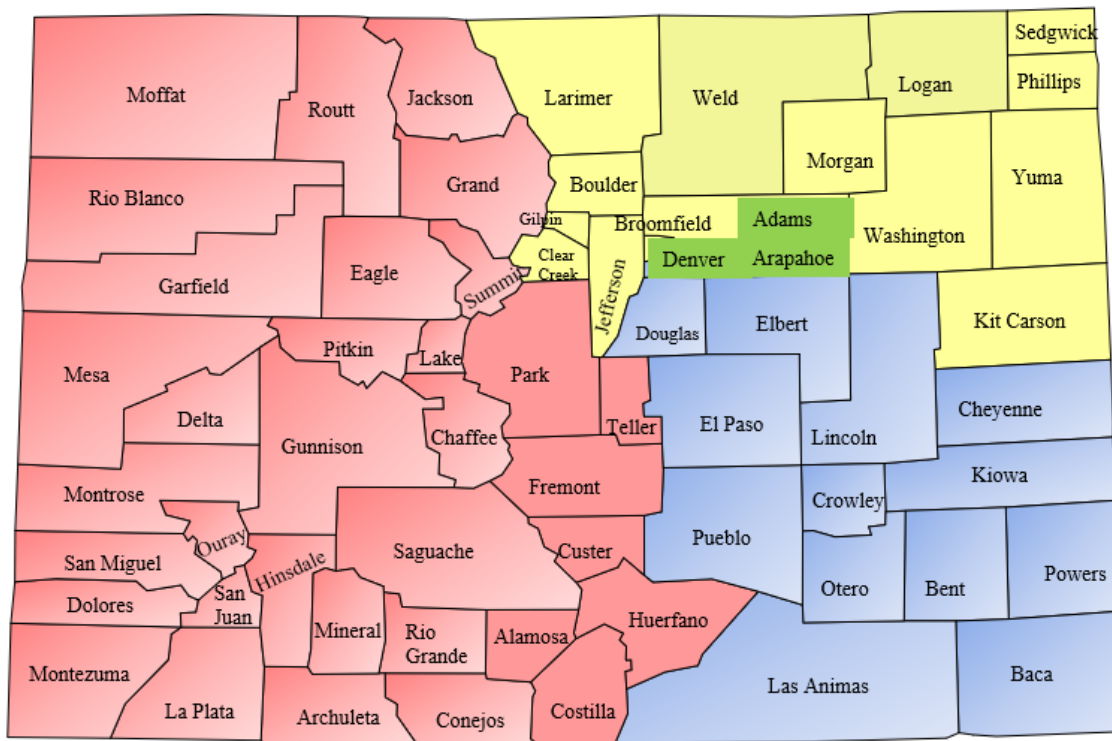 Sedgwick
Moffat
Routt
Jackson
Larimer
Weld
Logan
Phillips
Rio Blanco
Grand
Boulder
Morgan
Yuma
Gilpin
Broomfield
Adams
Washington
Clear
Creek
Denver
Arapahoe
Garfield
Eagle
Summit
Jefferson
Douglas
Elbert
Kit Carson
Mesa
Pitkin
Lake
Park
Delta
Gunnison
Chaffee
Teller
El Paso
Lincoln
Cheyenne
Montrose
Fremont
Crowley
Kiowa
Ouray
San Miguel
Hinsdale
Saguache
Custer
Pueblo
Otero
Bent
Powers
Dolores
San
Juan
Mineral
Rio
Grande
Alamosa
Huerfano
Montezuma
La Plata
Archuleta
Conejos
Costilla
Las Animas
Baca